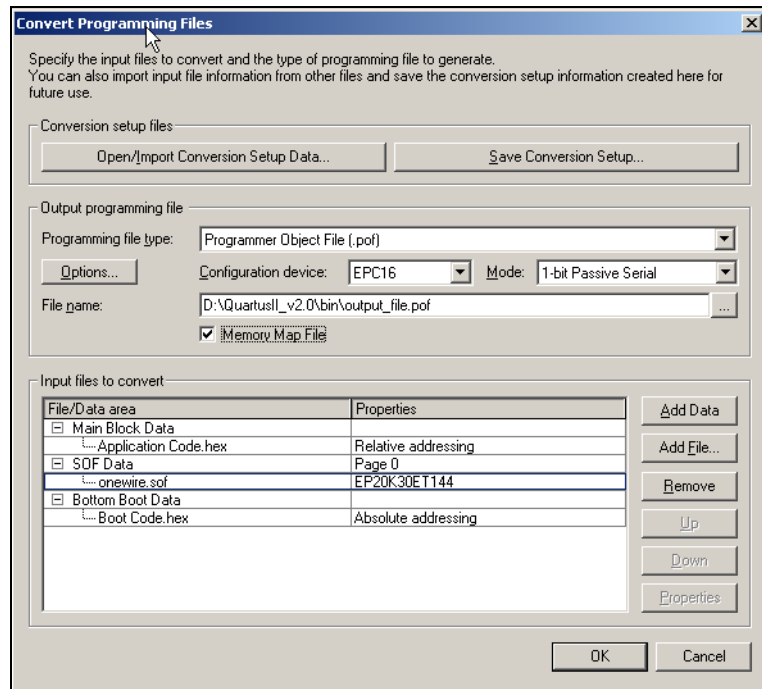 Convert Programming Files
Specify the input files to convert and the type of programming file to generate.
You can also import input file information from other files and save the conversion setup information created here for
future use.
Conversion setup files
Open/Import Conversion Setup Data... Save Conversion Setup...
Output programming file
Programming file type: Programmer Object File (.pof)
Options... Configuration device: EPC16 Mode: 1-bit Passive Serial
File name: D:\QuartusII_v2.0\bin\output_file.pof ...
Memory Map File
Input files to convert
File/Data area Properties Add Data
Main Block Data
Application Code.hex Relative addressing Add File...
SOF Data Page 0
onewire.sof EP20K30ET144 Remove
Bottom Boot Data
Boot Code.hex Absolute addressing Up
Down
Properties
OK Cancel